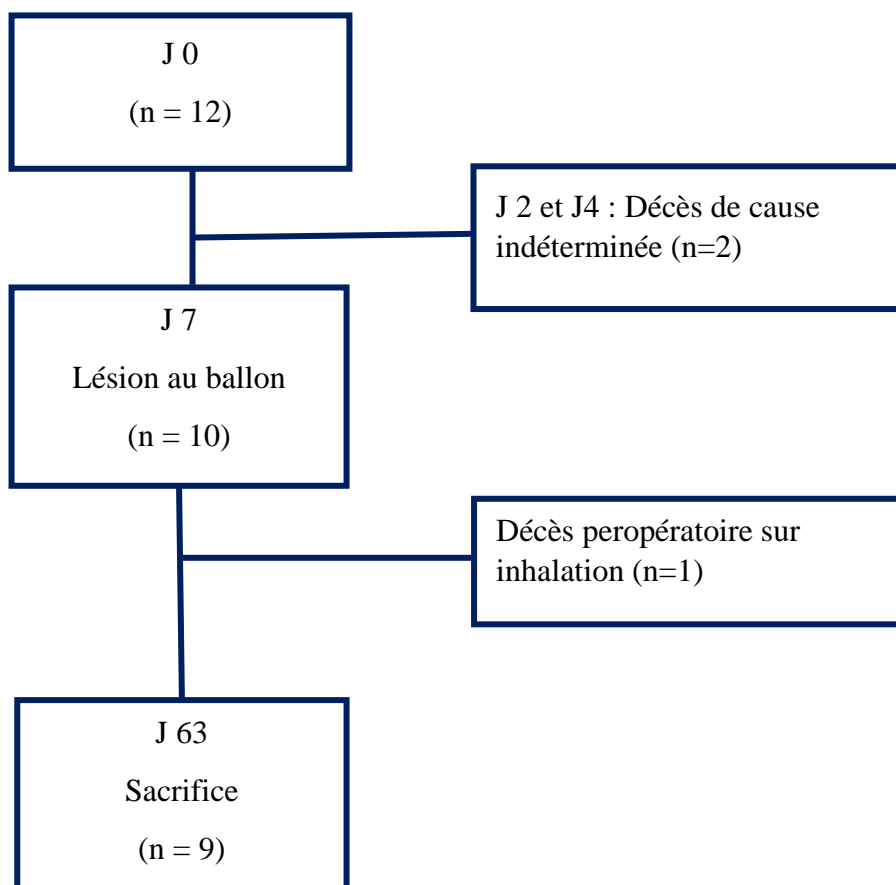 J 0
(n = 12)
J 2 et J4 : Décès de cause
indéterminée (n=2)
J 7
Lésion au ballon
(n = 10)
Décès peropératoire sur
inhalation (n=1)
J 63
Sacrifice
(n = 9)